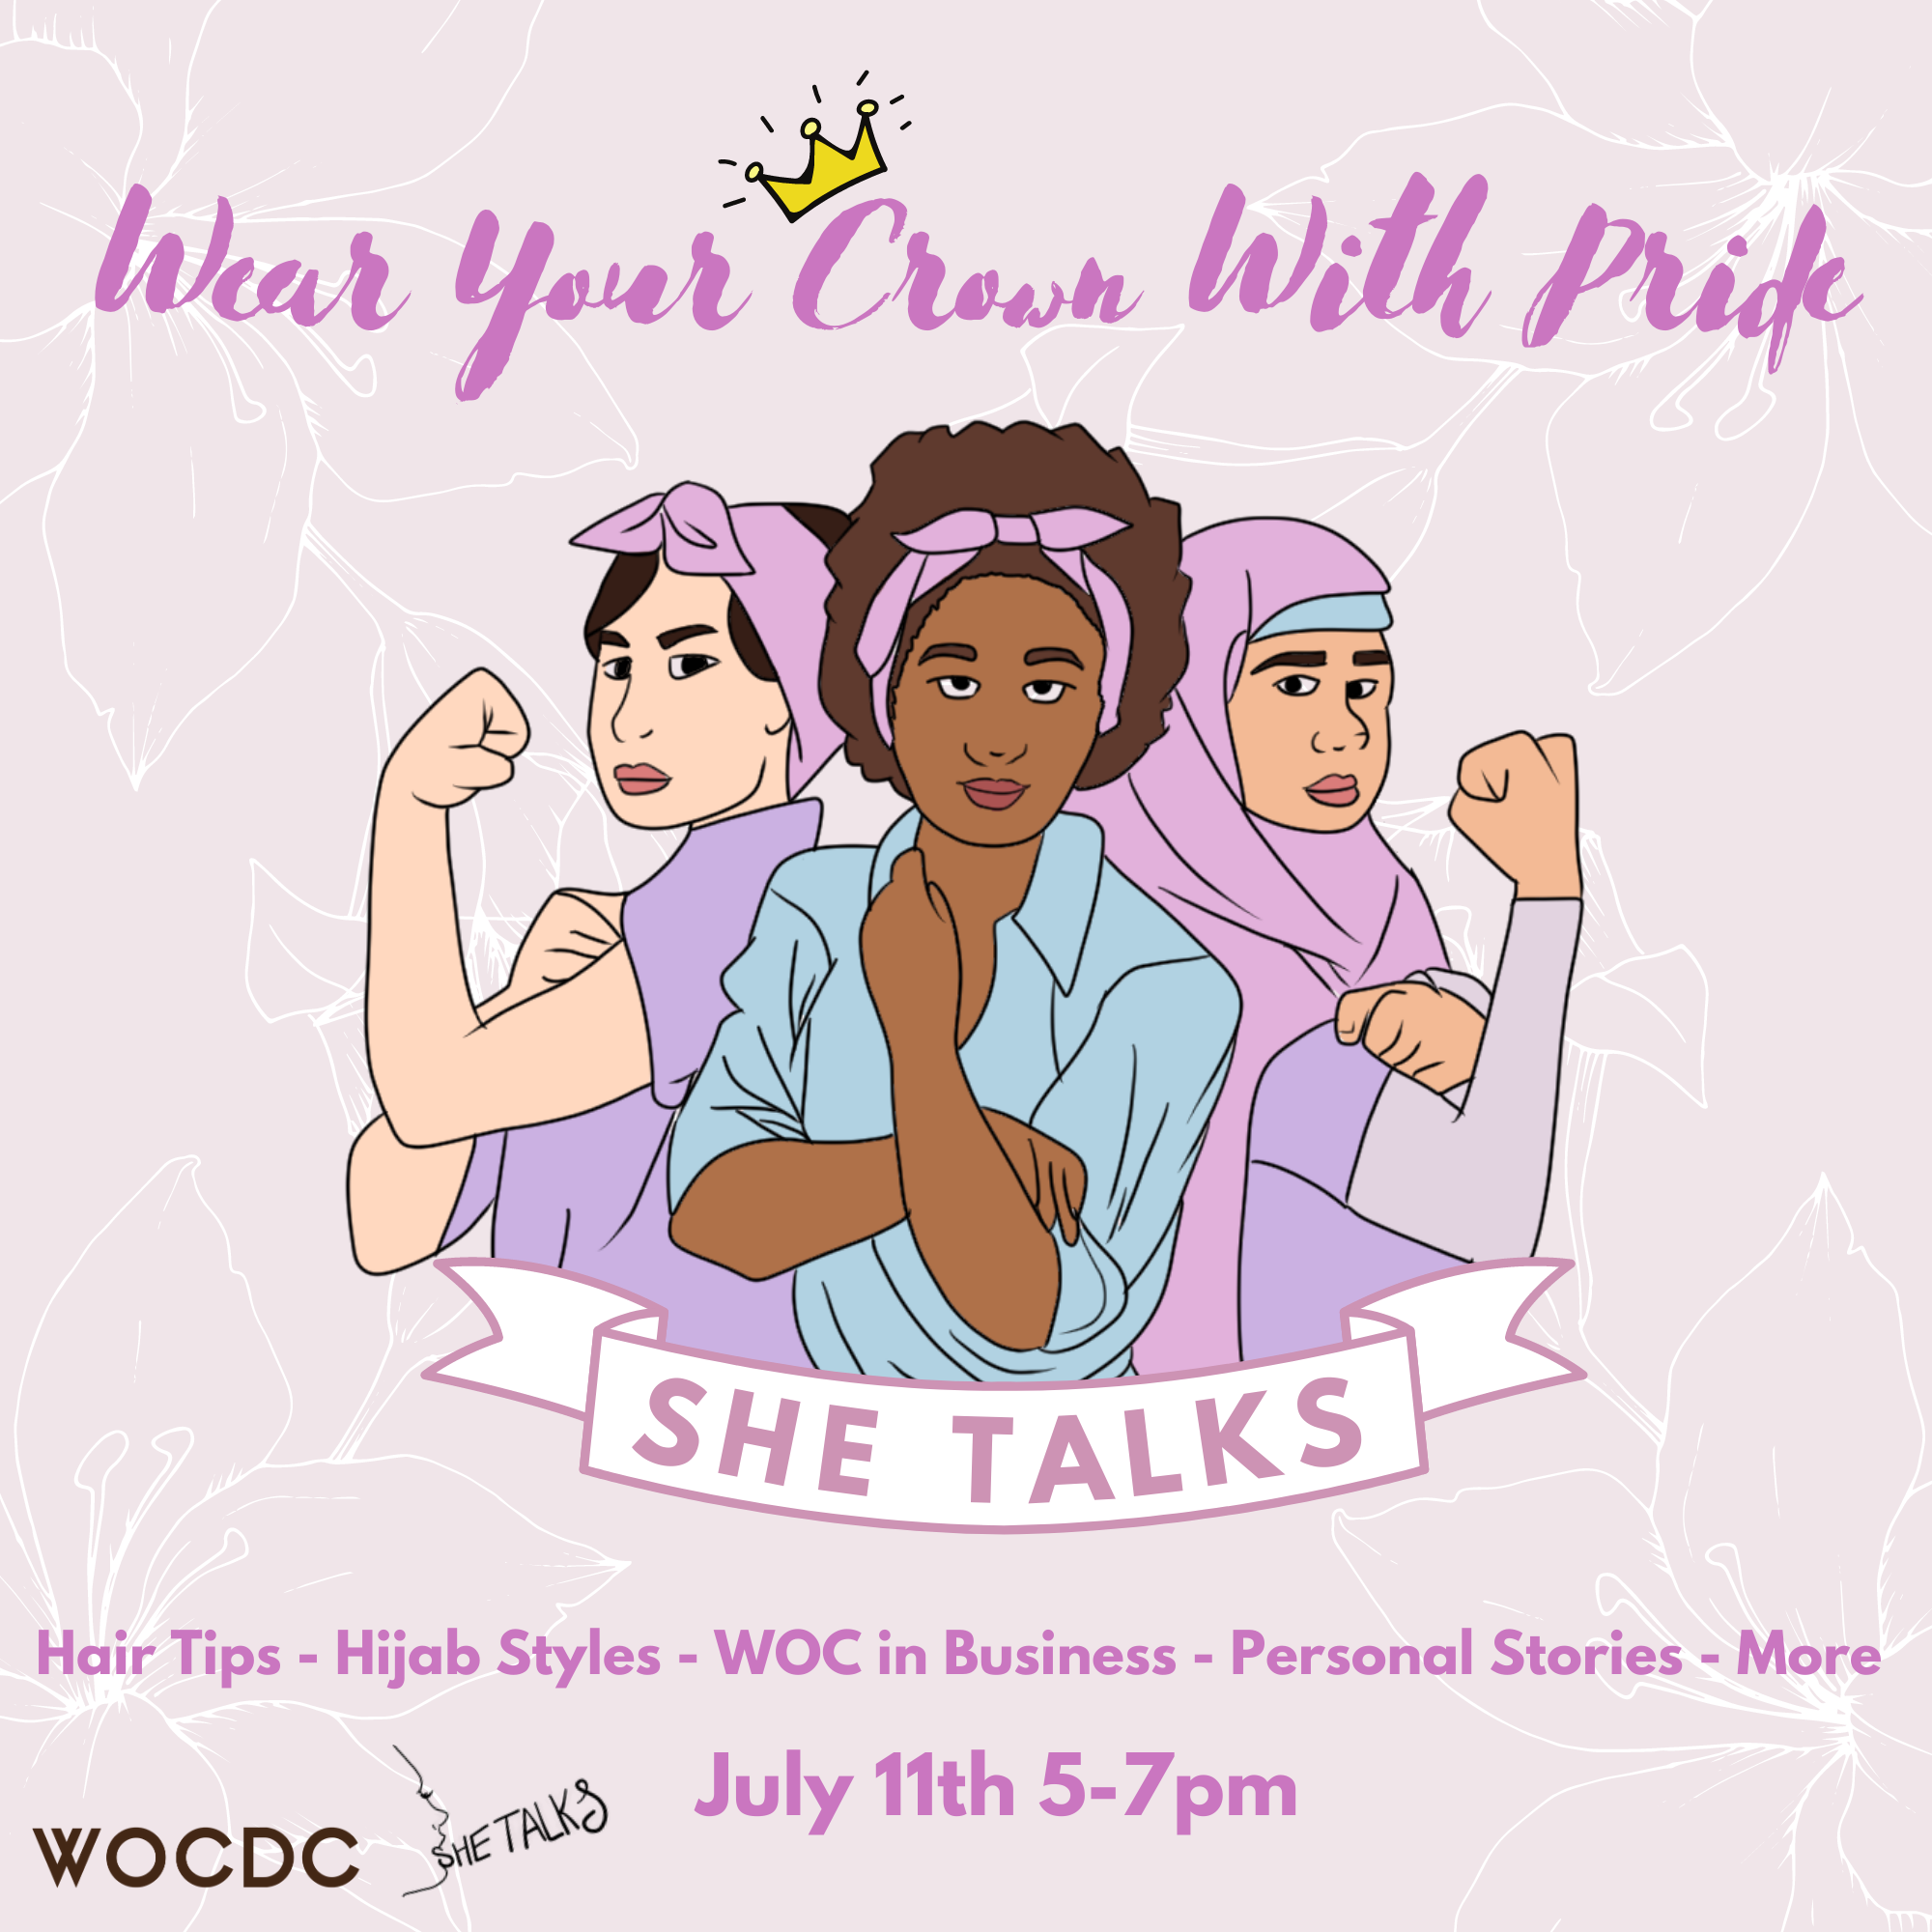 Wear Your Crown With Pride
SHE TALKS
Hair Tips - Hijab Styles - WOC in Business - Personal Stories - More
July 11th 5-7pm
SHE TALKS
WOCDC